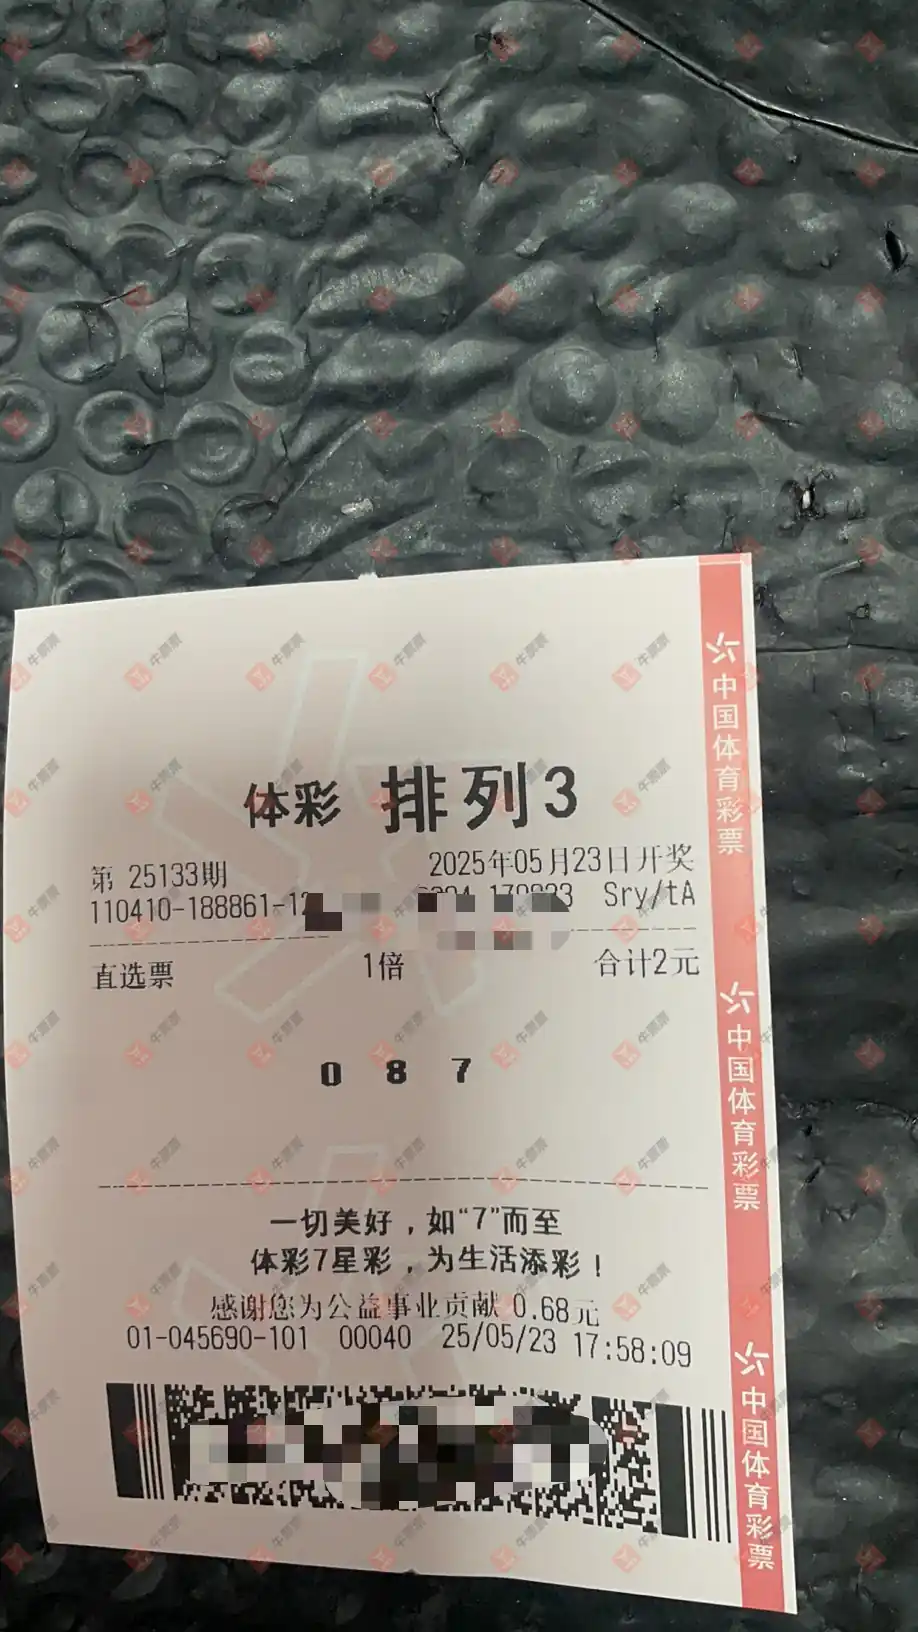 体彩 排列3
第 25133期 2025年05月23日开奖
110410-188861-12 Sry/tA
直选票 1倍 合计2元
0 8 7
一切美好，如“7”而至
体彩7星彩，为生活添彩！
感谢您为公益事业贡献 0.68元
01-045690-101 00040 25/05/23 17:58:09
中国体育彩票
中国体育彩票
中国体育彩票
牛票票